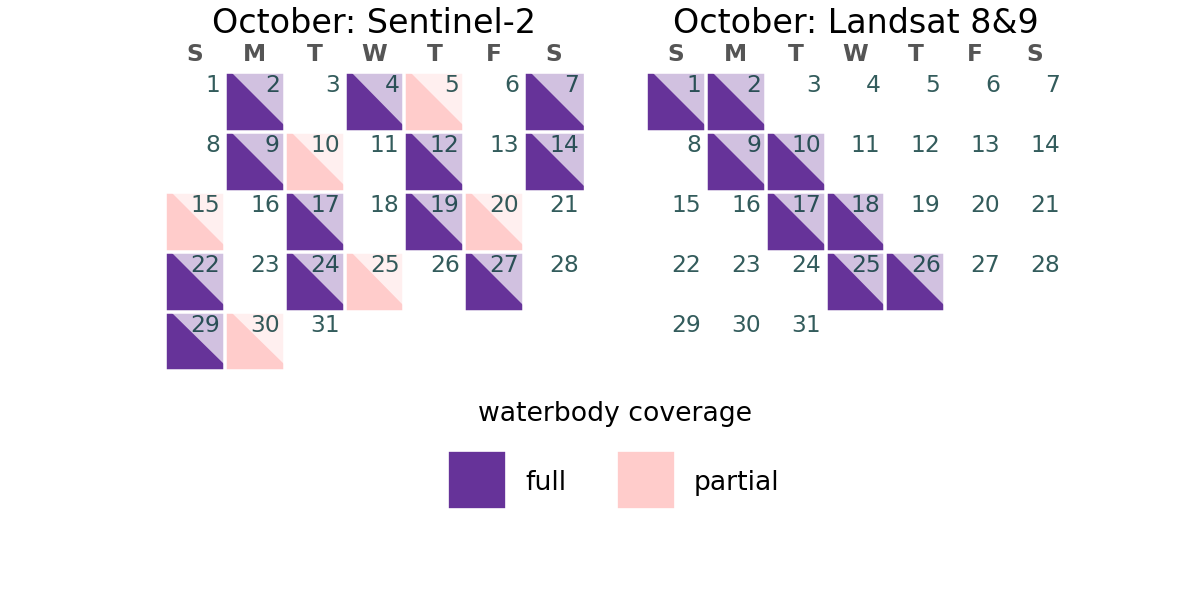 October: Sentinel-2
S M T W T F S
1 2 3 4 5 6 7
8 9 10 11 12 13 14
15 16 17 18 19 20 21
22 23 24 25 26 27 28
29 30 31
October: Landsat 8&9
S M T W T F S
1 2 3 4 5 6 7
8 9 10 11 12 13 14
15 16 17 18 19 20 21
22 23 24 25 26 27 28
29 30 31
waterbody coverage
full partial